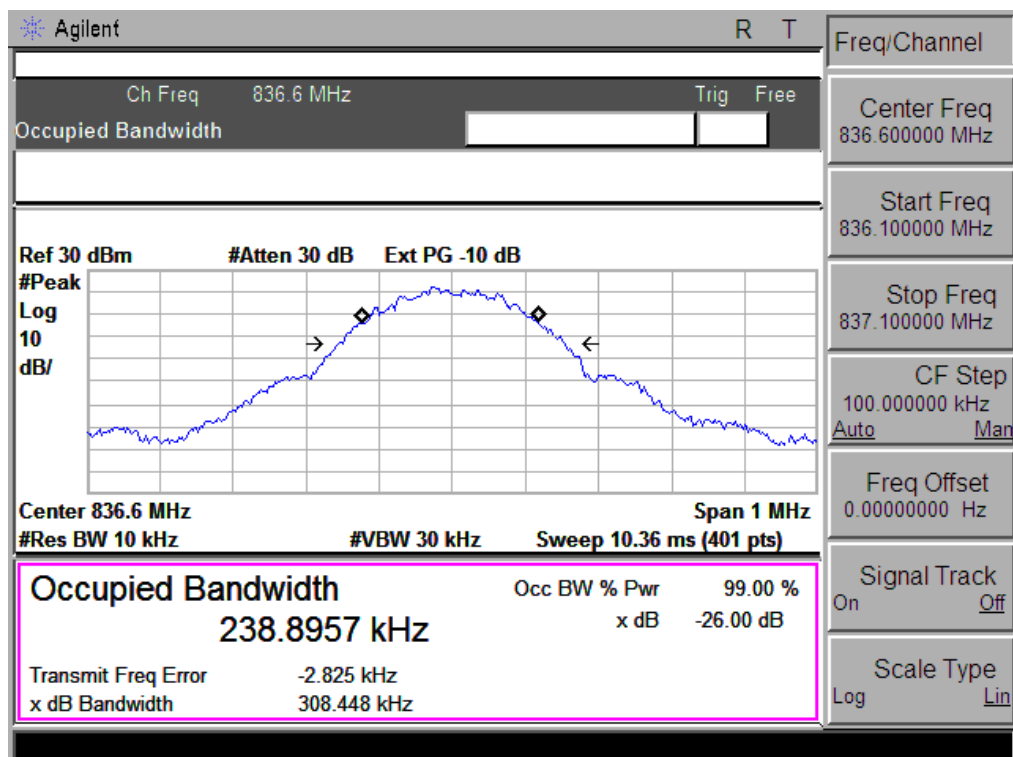 Agilent R T
Ch Freq 836.6 MHz Trig Free
Occupied Bandwidth
Ref 30 dBm #Atten 30 dB Ext PG -10 dB
#Peak
Log
10
dB/
Center 836.6 MHz Span 1 MHz
#Res BW 10 kHz #VBW 30 kHz Sweep 10.36 ms (401 pts)
Occupied Bandwidth Occ BW % Pwr 99.00 %
238.8957 kHz x dB -26.00 dB
Transmit Freq Error -2.825 kHz
x dB Bandwidth 308.448 kHz
Freq/Channel
Center Freq
836.600000 MHz
Start Freq
836.100000 MHz
Stop Freq
837.100000 MHz
CF Step
100.000000 kHz
Auto Man
Freq Offset
0.00000000 Hz
Signal Track
On Off
Scale Type
Log Lin